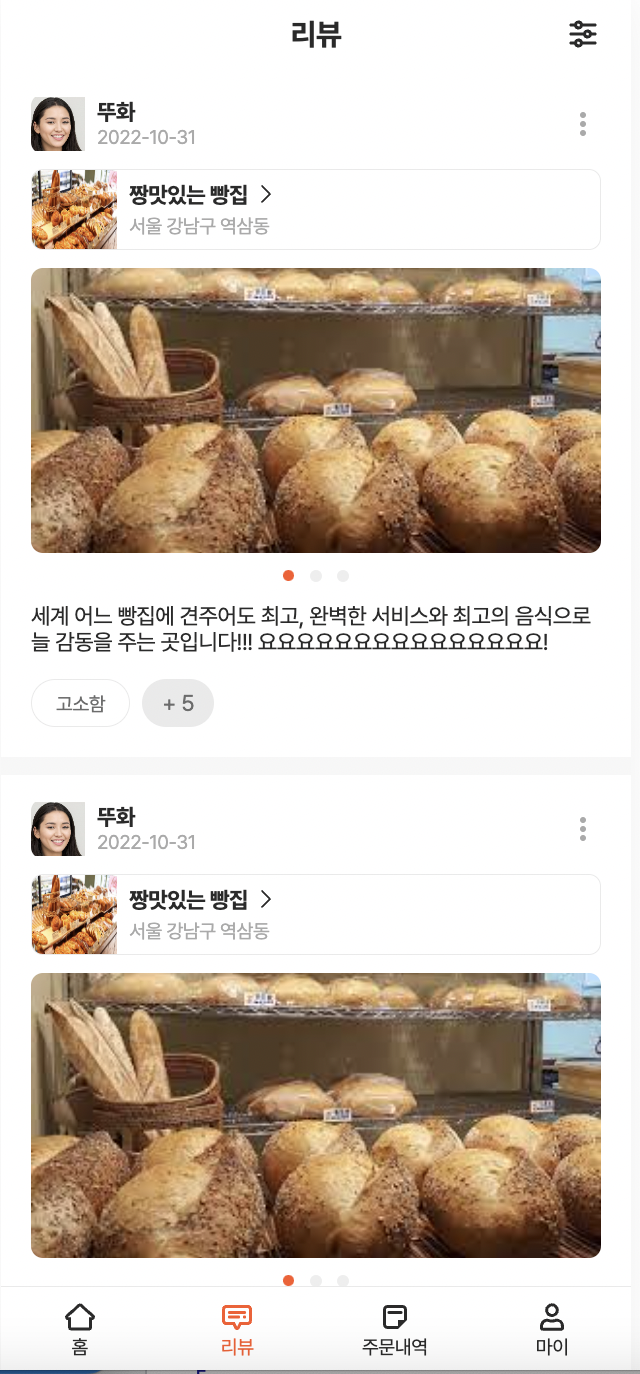 리뷰
뚜화
2022-10-31
짱맛있는 빵집
서울 강남구 역삼동
세계 어느 빵집에 견주어도 최고, 완벽한 서비스와 최고의 음식으로
늘 감동을 주는 곳입니다!!! 요요요요요요요요요요요요요요요!
고소함
+ 5
뚜화
2022-10-31
짱맛있는 빵집
서울 강남구 역삼동
홈
리뷰
주문내역
마이